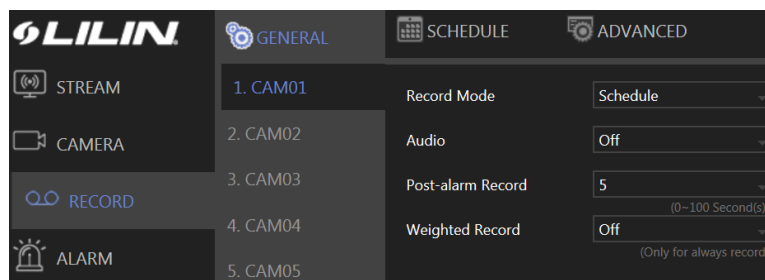 LILIN
STREAM
CAMERA
RECORD
ALARM
GENERAL
1. CAM01
2. CAM02
3. CAM03
4. CAM04
5. CAM05
SCHEDULE
ADVANCED
Record Mode Schedule
Audio Off
Post-alarm Record 5
(0~100 Second(s)
Weighted Record Off
(Only for always record